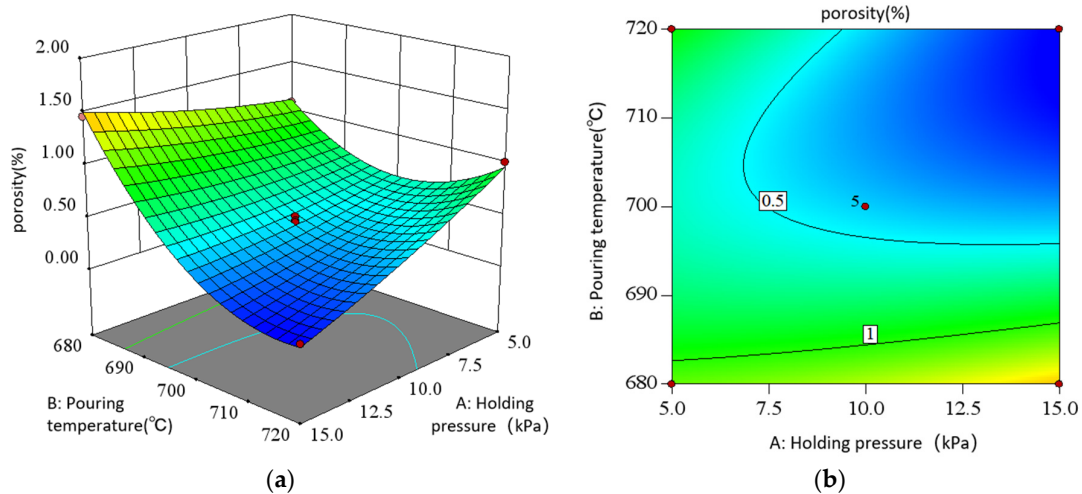 2.00
1.50
1.00
0.50
0.00
porosity(%)
680
690
700
710
720
B: Pouring
temperature(℃)
5.0
7.5
10.0
12.5
15.0
A: Holding
pressure (kPa)
(a)
porosity(%)
B: Pouring temperature(℃)
720
710
700
690
680
0.5
5
1
5.0
7.5
10.0
12.5
15.0
A: Holding pressure (kPa)
(b)